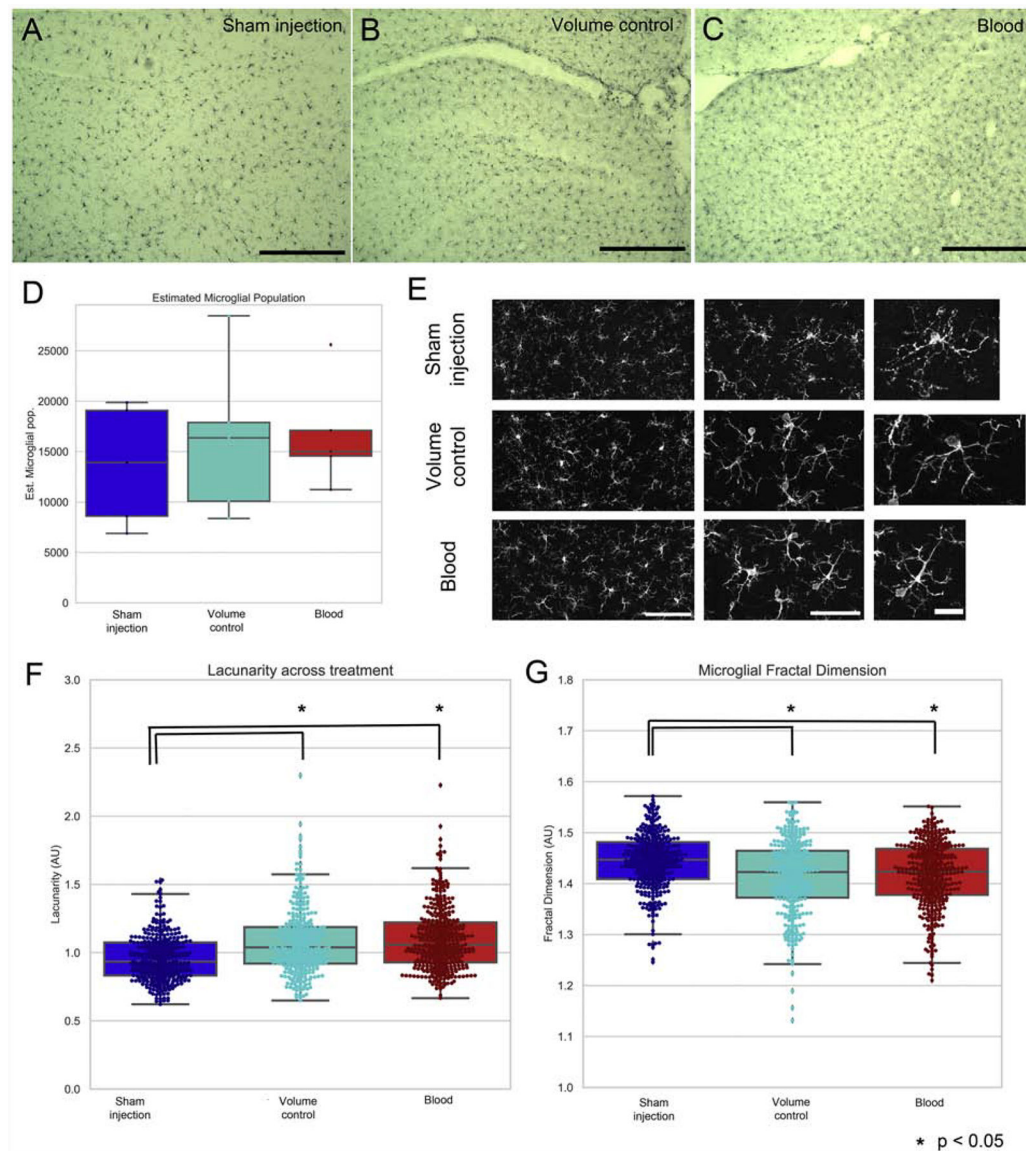 A
Sham injection
B
Volume control
C
Blood
D
Estimated Microglial Population
Est. Microglial pop.
25000
20000
15000
10000
5000
0
Sham
injection
Volume
control
Blood
E
Sham
injection
Volume
control
Blood
F
Lacunarity across treatment
Lacunarity (AU)
3.0
2.5
2.0
1.5
1.0
0.5
0.0
*
*
Sham
injection
Volume
control
Blood
G
Microglial Fractal Dimension
Fractal Dimension (AU)
1.8
1.7
1.6
1.5
1.4
1.3
1.2
1.1
1.0
*
*
Sham
injection
Volume
control
Blood
* p < 0.05